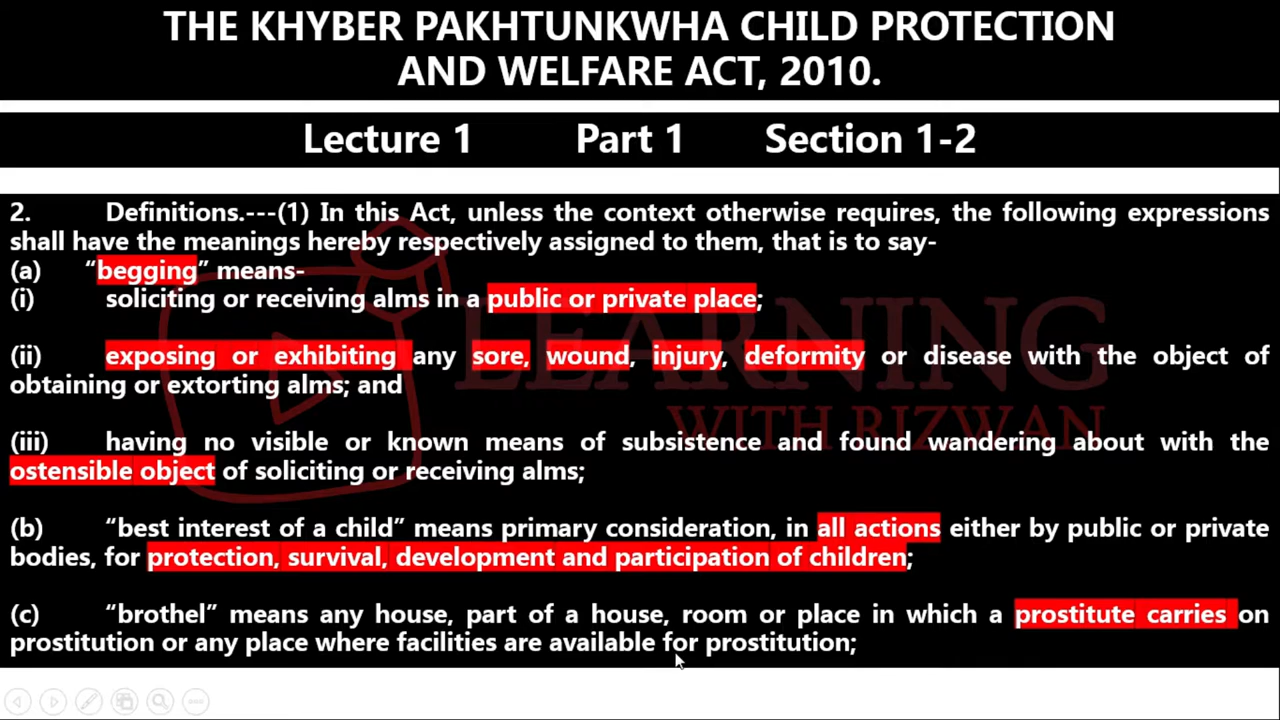 THE KHYBER PAKHTUNKWHA CHILD PROTECTION
AND WELFARE ACT, 2010.
Lecture 1 Part 1 Section 1-2
2. Definitions.---(1) In this Act, unless the context otherwise requires, the following expressions
shall have the meanings hereby respectively assigned to them, that is to say-
(a) “begging” means-
(i) soliciting or receiving alms in a public or private place;
(ii) exposing or exhibiting any sore, wound, injury, deformity or disease with the object of
obtaining or extorting alms; and
(iii) having no visible or known means of subsistence and found wandering about with the
ostensible object of soliciting or receiving alms;
(b) “best interest of a child” means primary consideration, in all actions either by public or private
bodies, for protection, survival, development and participation of children;
(c) “brothel” means any house, part of a house, room or place in which a prostitute carries on
prostitution or any place where facilities are available for prostitution;
LEARNING
WITH RIZWAN